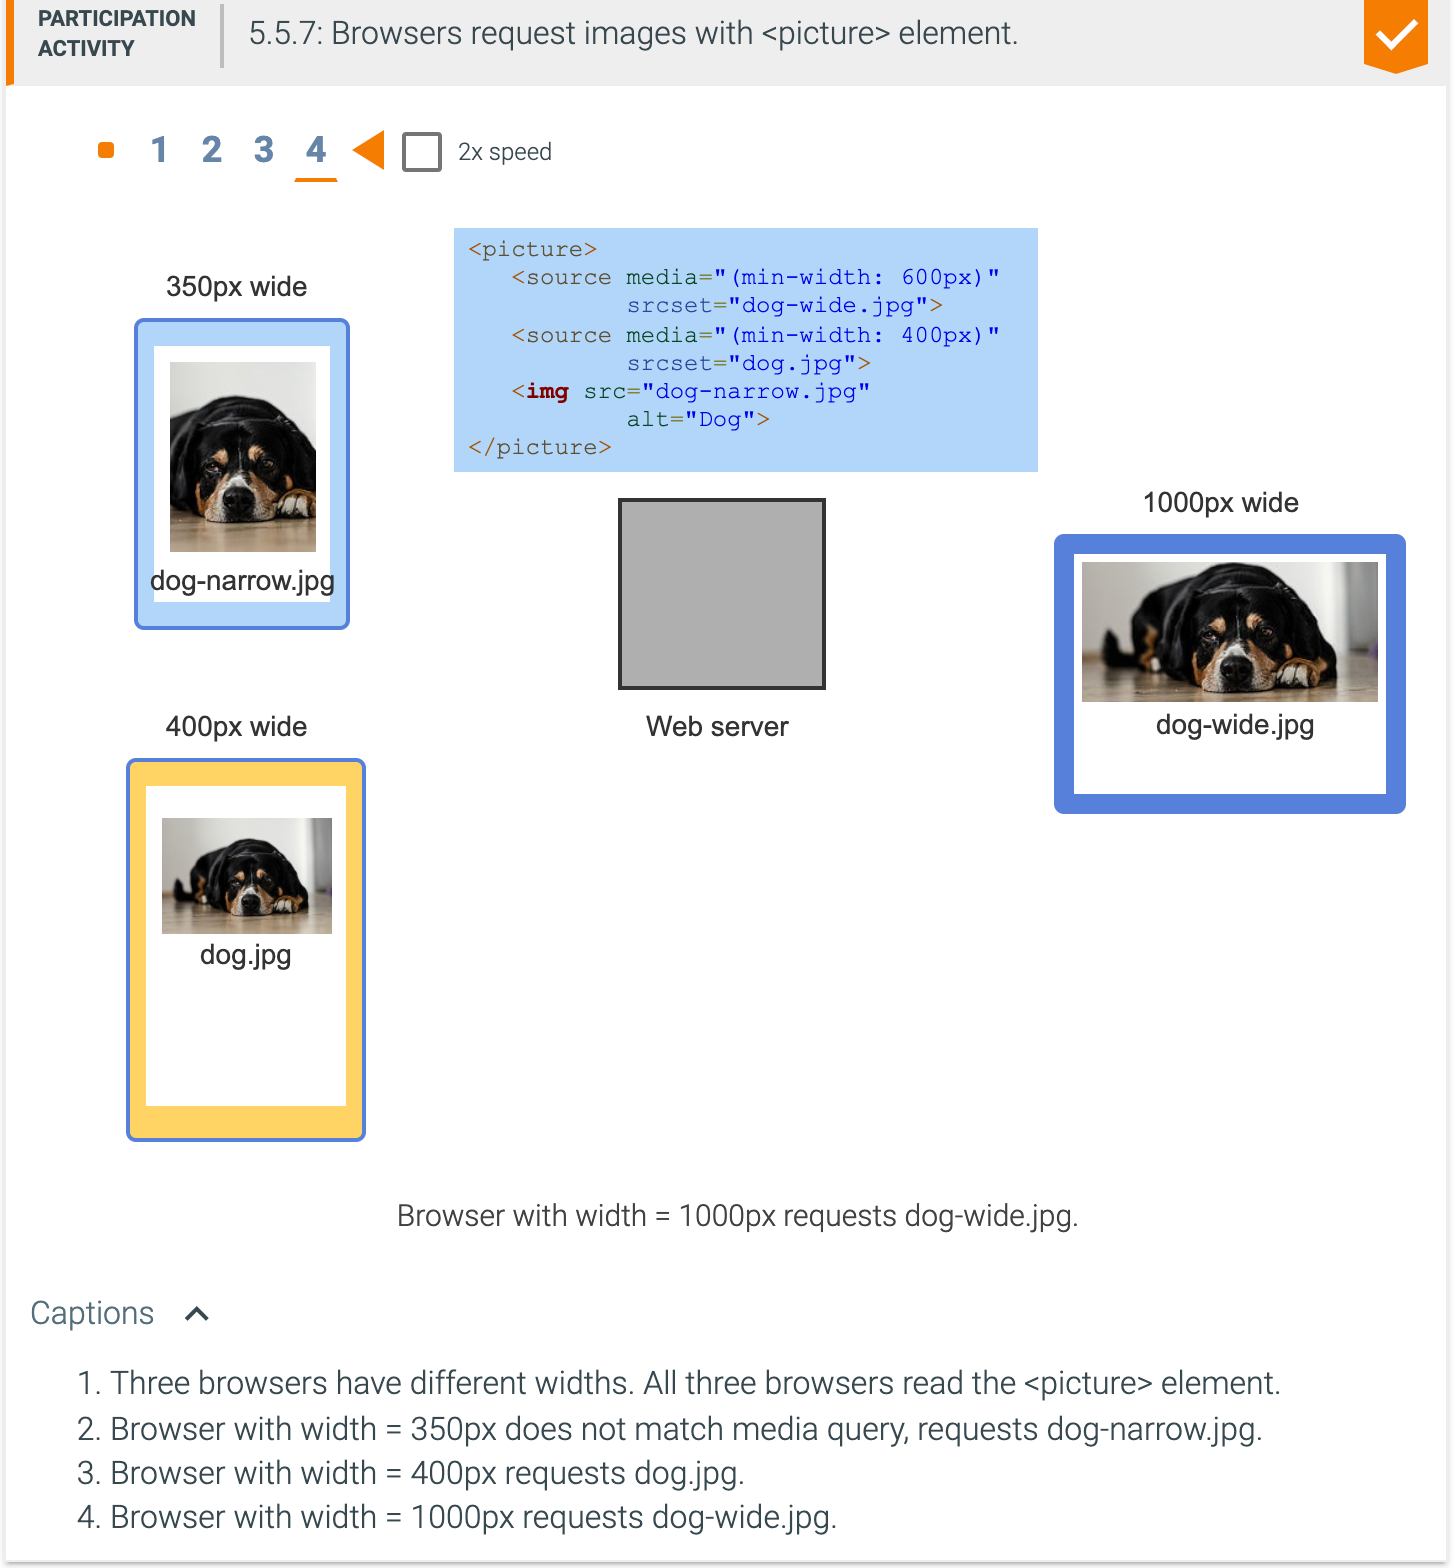 PARTICIPATION
ACTIVITY
5.5.7: Browsers request images with <picture> element.
1 2 3 4 2x speed
<picture>
<source media="(min-width: 600px)"
srcset="dog-wide.jpg">
<source media="(min-width: 400px)"
srcset="dog.jpg">
<img src="dog-narrow.jpg"
alt="Dog">
</picture>
350px wide
dog-narrow.jpg
1000px wide
dog-wide.jpg
400px wide
dog.jpg
Web server
Browser with width = 1000px requests dog-wide.jpg.
Captions
1. Three browsers have different widths. All three browsers read the <picture> element.
2. Browser with width = 350px does not match media query, requests dog-narrow.jpg.
3. Browser with width = 400px requests dog.jpg.
4. Browser with width = 1000px requests dog-wide.jpg.